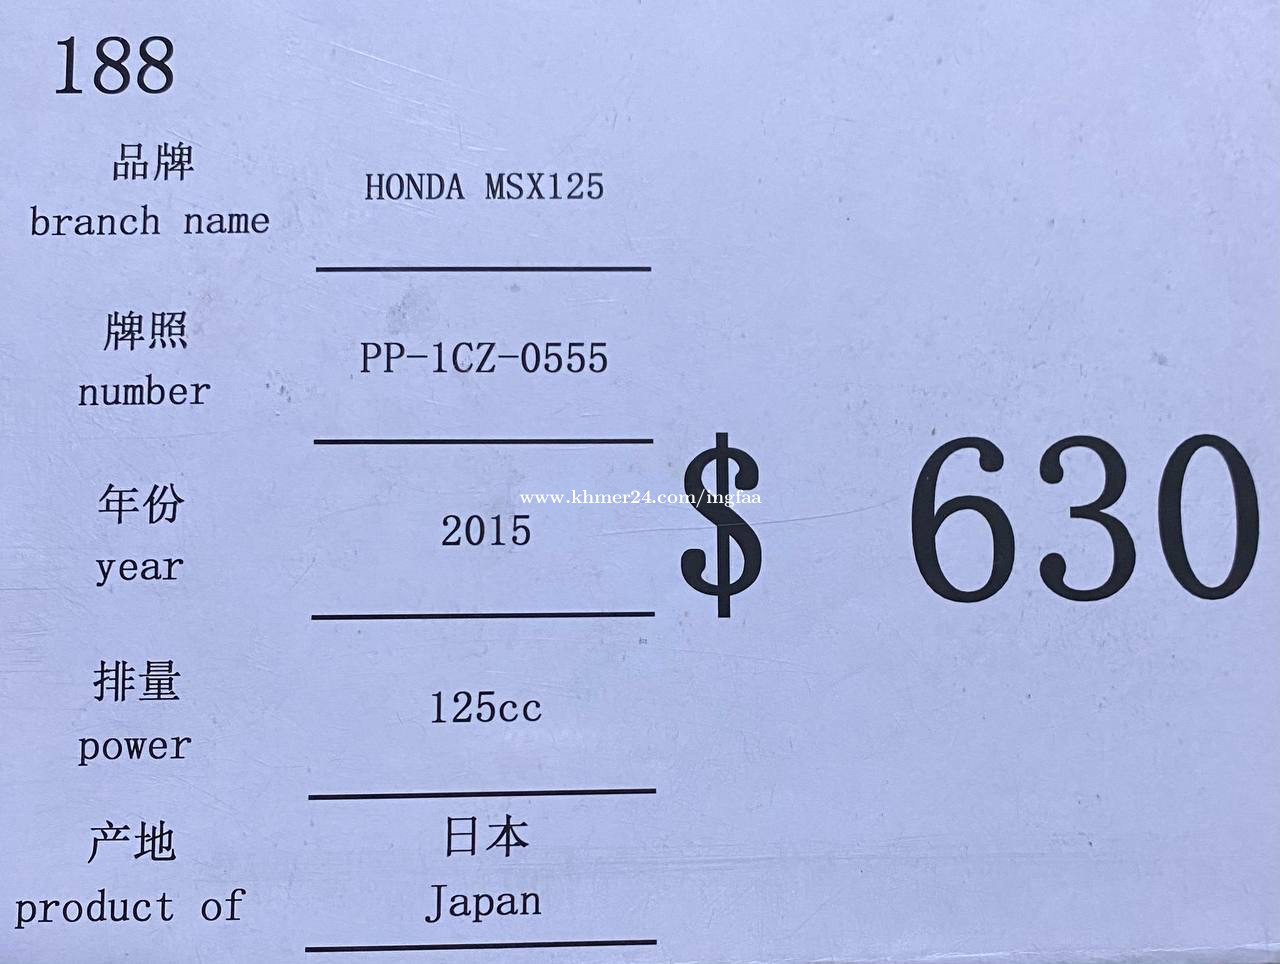 188
品牌
branch name
HONDA MSX125
牌照
number
PP-1CZ-0555
年份
year
2015
$ 630
www.khmer24.com/ingfaa
排量
power
125cc
产地
product of
日本
Japan